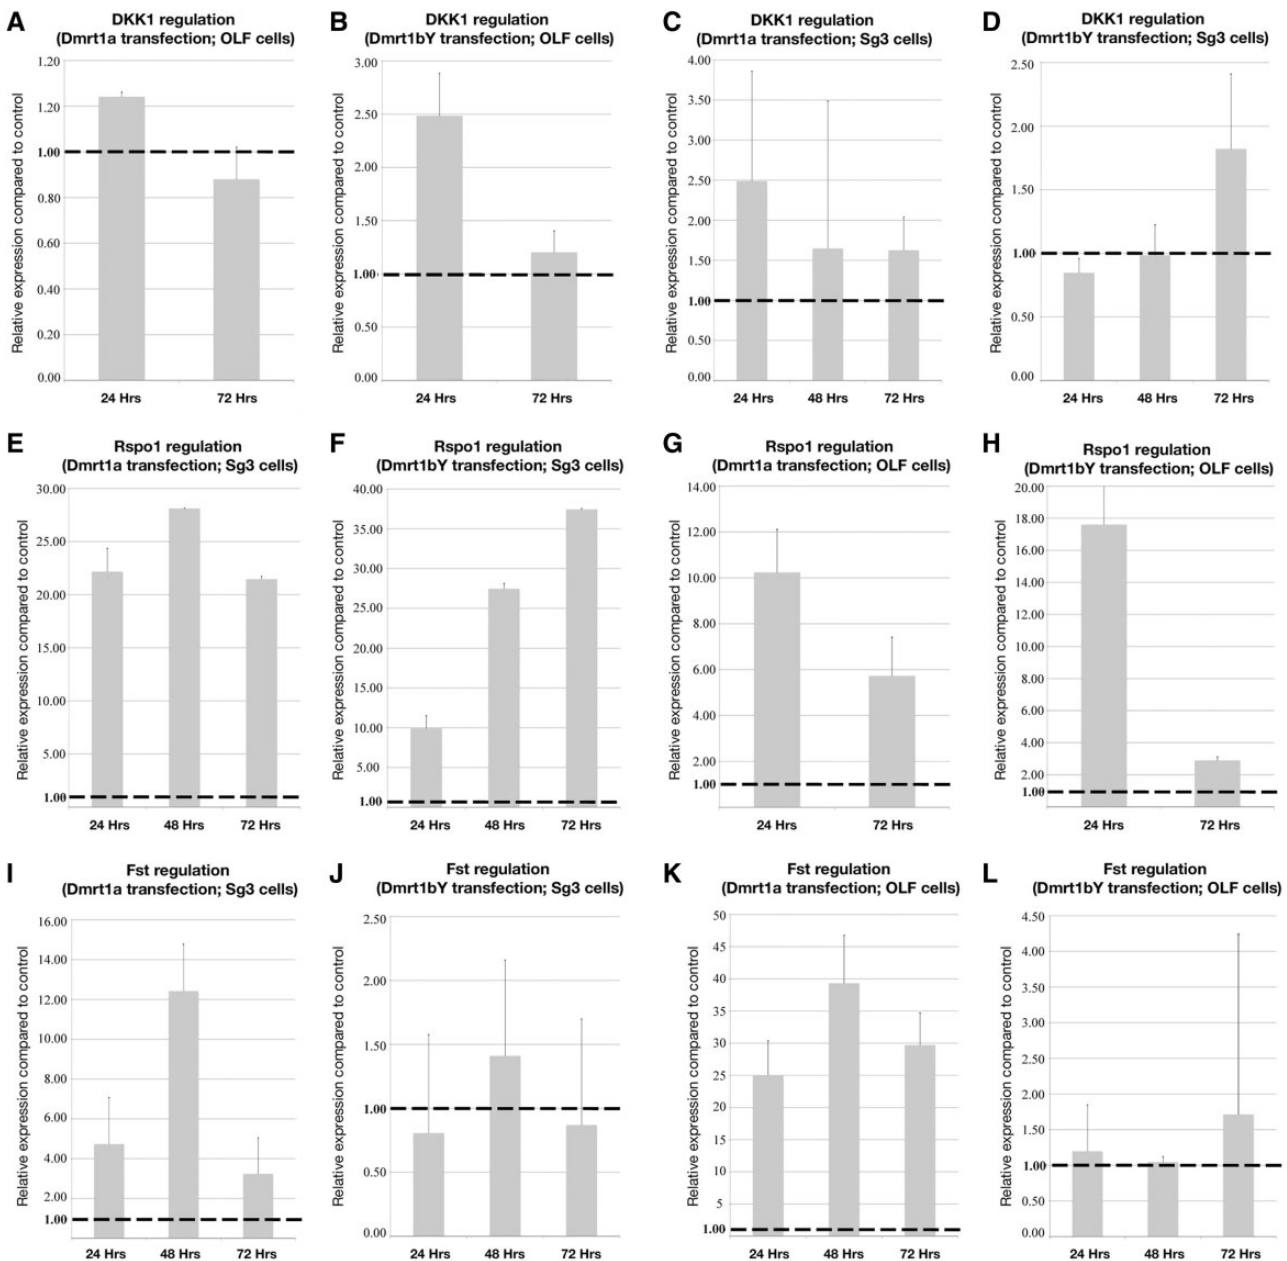 A
DKK1 regulation
(Dmrt1a transfection; OLF cells)
Relative expression compared to control
1.20
1.20
1.00
0.80
0.60
0.40
0.20
0.00
24 Hrs 72 Hrs
B
DKK1 regulation
(Dmrt1bY transfection; OLF cells)
Relative expression compared to control
3.00
2.50
2.00
1.50
1.00
0.50
0.00
24 Hrs 72 Hrs
C
DKK1 regulation
(Dmrt1a transfection; Sg3 cells)
Relative expression compared to control
4.00
3.50
3.00
2.50
2.00
1.50
1.00
0.50
0.00
24 Hrs 48 Hrs 72 Hrs
D
DKK1 regulation
(Dmrt1bY transfection; Sg3 cells)
Relative expression compared to control
2.50
2.00
1.50
1.00
0.50
0.00
24 Hrs 48 Hrs 72 Hrs
E
Rspo1 regulation
(Dmrt1a transfection; Sg3 cells)
Relative expression compared to control
30.00
25.00
20.00
15.00
10.00
5.00
1.00
24 Hrs 48 Hrs 72 Hrs
F
Rspo1 regulation
(Dmrt1bY transfection; Sg3 cells)
Relative expression compared to control
40.00
35.00
30.00
25.00
20.00
15.00
10.00
5.00
1.00
24 Hrs 48 Hrs 72 Hrs
G
Rspo1 regulation
(Dmrt1a transfection; OLF cells)
Relative expression compared to control
14.00
12.00
10.00
8.00
6.00
4.00
2.00
1.00
24 Hrs 72 Hrs
H
Rspo1 regulation
(Dmrt1bY transfection; OLF cells)
Relative expression compared to control
20.00
18.00
16.00
14.00
12.00
10.00
8.00
6.00
4.00
2.00
1.00
24 Hrs 72 Hrs
I
Fst regulation
(Dmrt1a transfection; Sg3 cells)
Relative expression compared to control
16.00
14.00
12.00
10.00
8.00
6.00
4.00
2.00
1.00
24 Hrs 48 Hrs 72 Hrs
J
Fst regulation
(Dmrt1bY transfection; Sg3 cells)
Relative expression compared to control
2.50
2.00
1.50
1.00
0.50
0.00
24 Hrs 48 Hrs 72 Hrs
K
Fst regulation
(Dmrt1a transfection; OLF cells)
Relative expression compared to control
50
45
40
35
30
25
20
15
10
5
1.00
24 Hrs 48 Hrs 72 Hrs
L
Fst regulation
(Dmrt1bY transfection; OLF cells)
Relative expression compared to control
4.50
4.00
3.50
3.00
2.50
2.00
1.50
1.00
0.50
0.00
24 Hrs 48 Hrs 72 Hrs